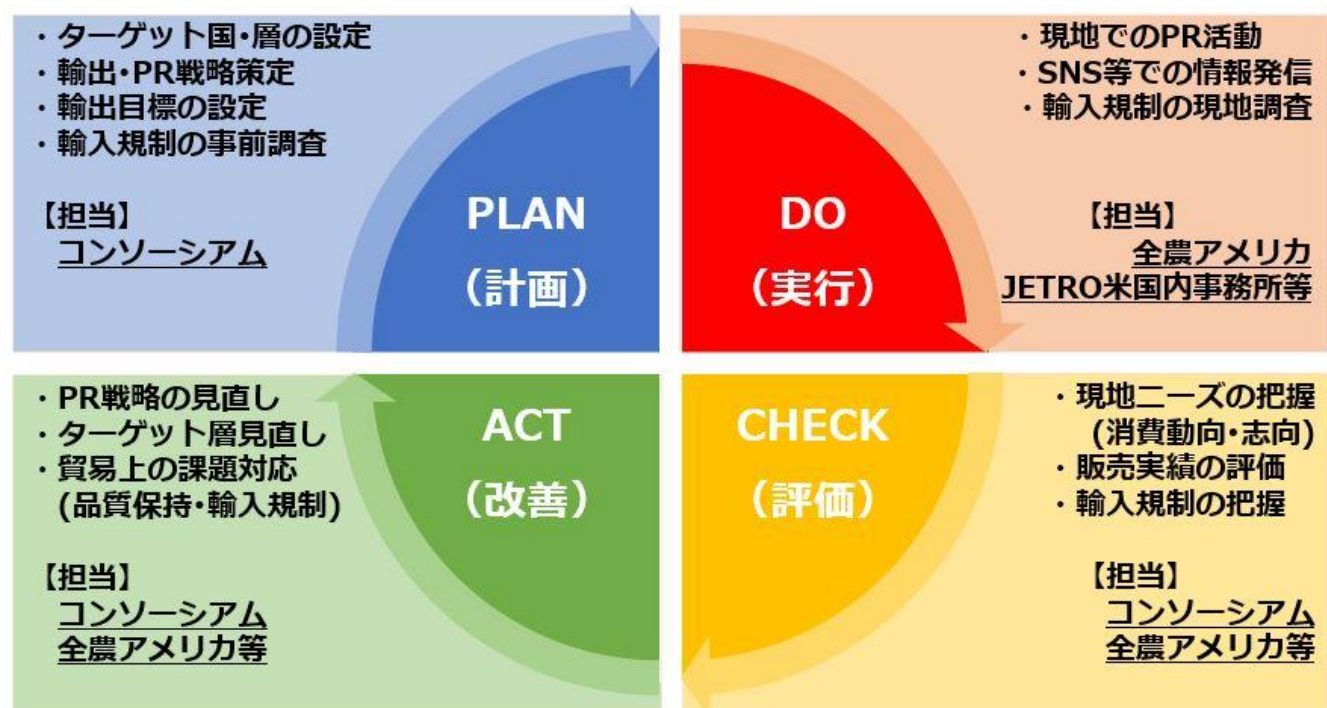 ・ターゲット国・層の設定
・輸出・PR戦略策定
・輸出目標の設定
・輸入規制の事前調査
【担当】
コンソーシアム
PLAN
（計画）
・現地でのPR活動
・SNS等での情報発信
・輸入規制の現地調査
【担当】
全農アメリカ
JETRO米国内事務所等
DO
（実行）
・PR戦略の見直し
・ターゲット層見直し
・貿易上の課題対応
(品質保持・輸入規制)
【担当】
コンソーシアム
全農アメリカ等
ACT
（改善）
・現地ニーズの把握
(消費動向・志向)
・販売実績の評価
・輸入規制の把握
【担当】
コンソーシアム
全農アメリカ等
CHECK
（評価）